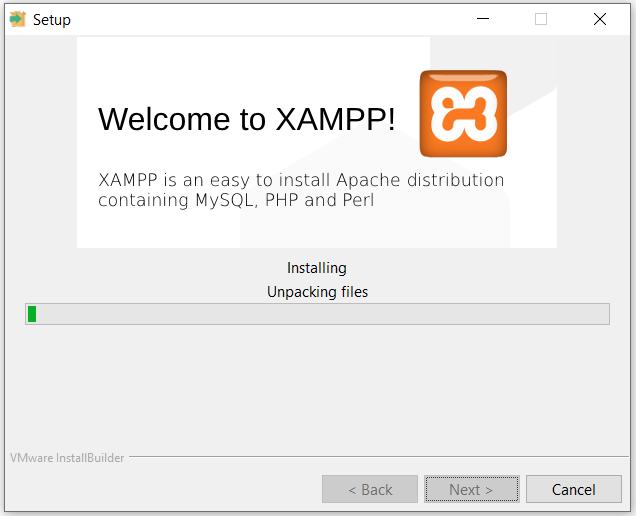 Setup
Welcome to XAMPP!
XAMPP is an easy to install Apache distribution
containing MySQL, PHP and Perl
Installing
Unpacking files
VMware InstallBuilder
< Back
Next >
Cancel